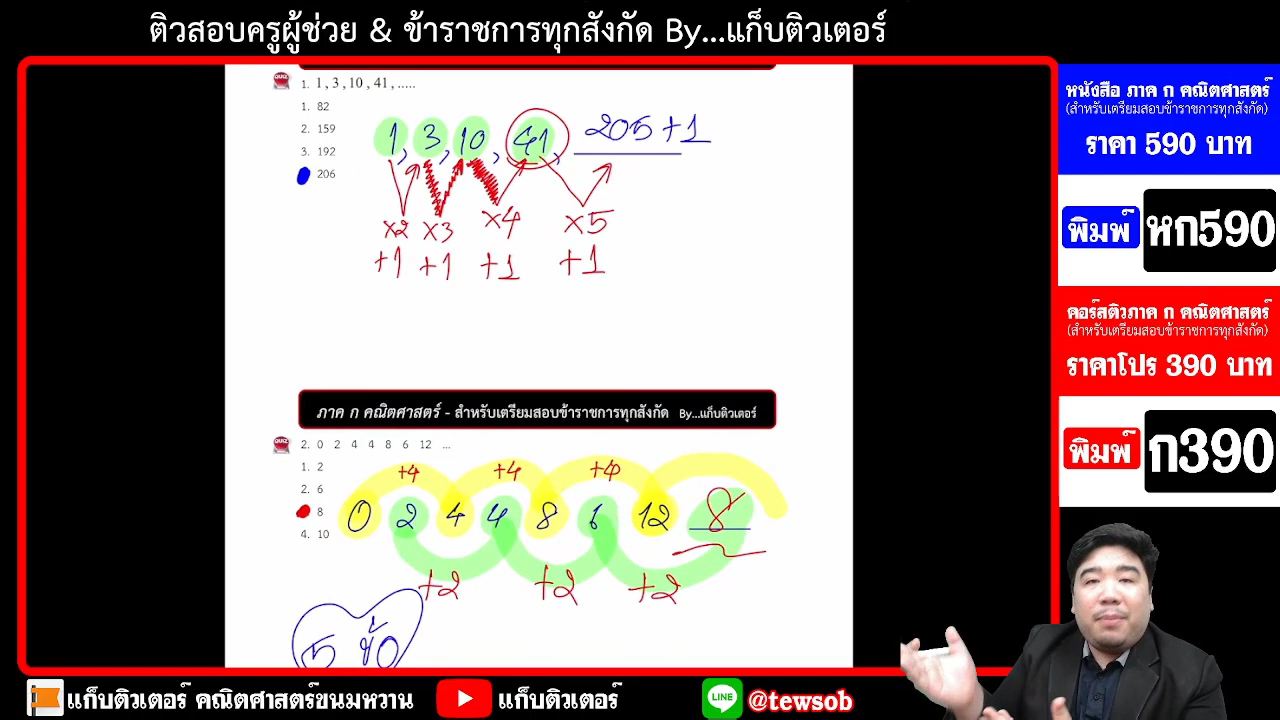 ติวสอบครูผู้ช่วย & ข้าราชการทุกสังกัด By...แก็บติวเตอร์
QUIZ 1. 1 , 3 , 10 , 41 , .....
1. 82
2. 159
3. 192
206
1, 3, 10, 41, 205+1
×2 ×3 ×4 ×5
+1 +1 +1 +1
ภาค ก คณิตศาสตร์ - สำหรับเตรียมสอบข้าราชการทุกสังกัด By...แก็บติวเตอร์
QUIZ 2. 0 2 4 4 8 6 12 ...
1. 2
2. 6
8
4. 10
+4 +4 +4
0 2 4 4 8 6 12 8
+2 +2 +2
5 ข้อ
หนังสือ ภาค ก คณิตศาสตร์
(สำหรับเตรียมสอบข้าราชการทุกสังกัด)
ราคา 590 บาท
พิมพ์ หก590
คอร์สติวภาค ก คณิตศาสตร์
(สำหรับเตรียมสอบข้าราชการทุกสังกัด)
ราคาโปร 390 บาท
พิมพ์ ก390
แก็บติวเตอร์ คณิตศาสตร์ขนมหวาน แก็บติวเตอร์ LINE @tewsob